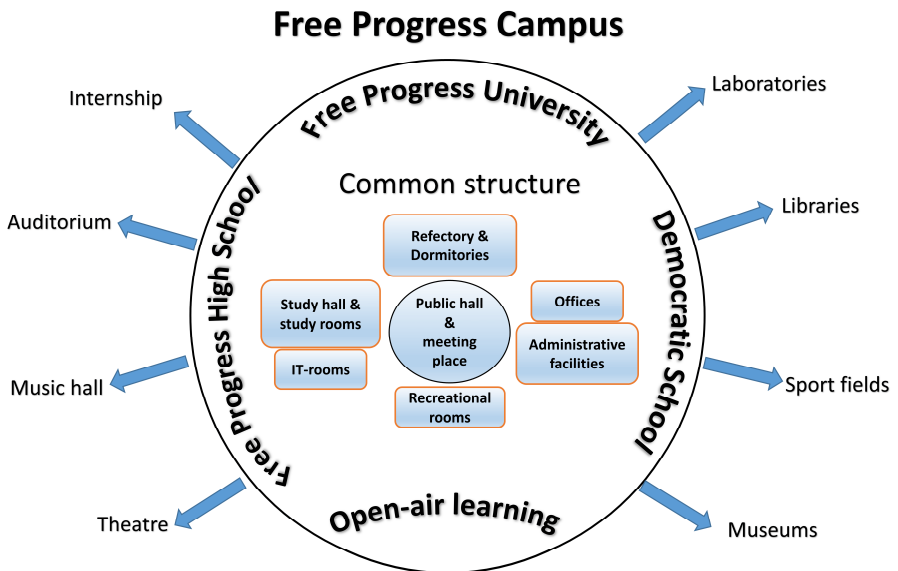 Free Progress Campus
Free Progress University
Internship
Laboratories
Auditorium
Libraries
Free Progress High School
Democratic School
Common structure
Refectory &
Dormitories
Study hall &
study rooms
IT-rooms
Public hall
&
meeting
place
Offices
Administrative
facilities
Recreational
rooms
Music hall
Sport fields
Theatre
Museums
Open-air learning